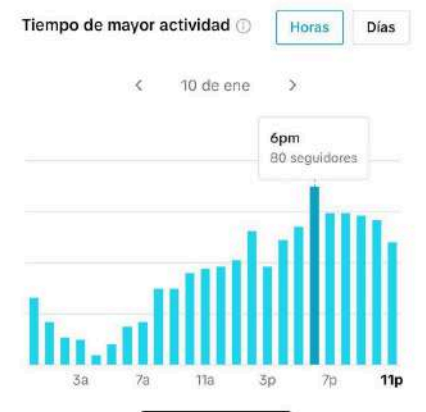 Tiempo de mayor actividad
Horas
Días
10 de ene
6pm
80 seguidores
3a 7a 11a 3p 7p 11p